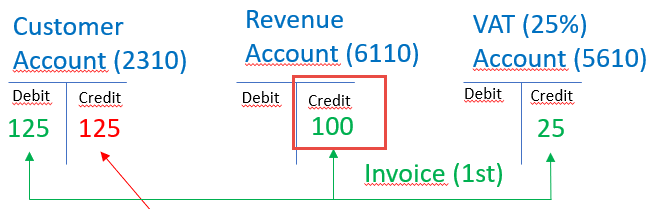 Customer
Account (2310)
Debit
Credit
125
125
Revenue
Account (6110)
Debit
Credit
100
VAT (25%)
Account (5610)
Debit
Credit
25
Invoice (1st)